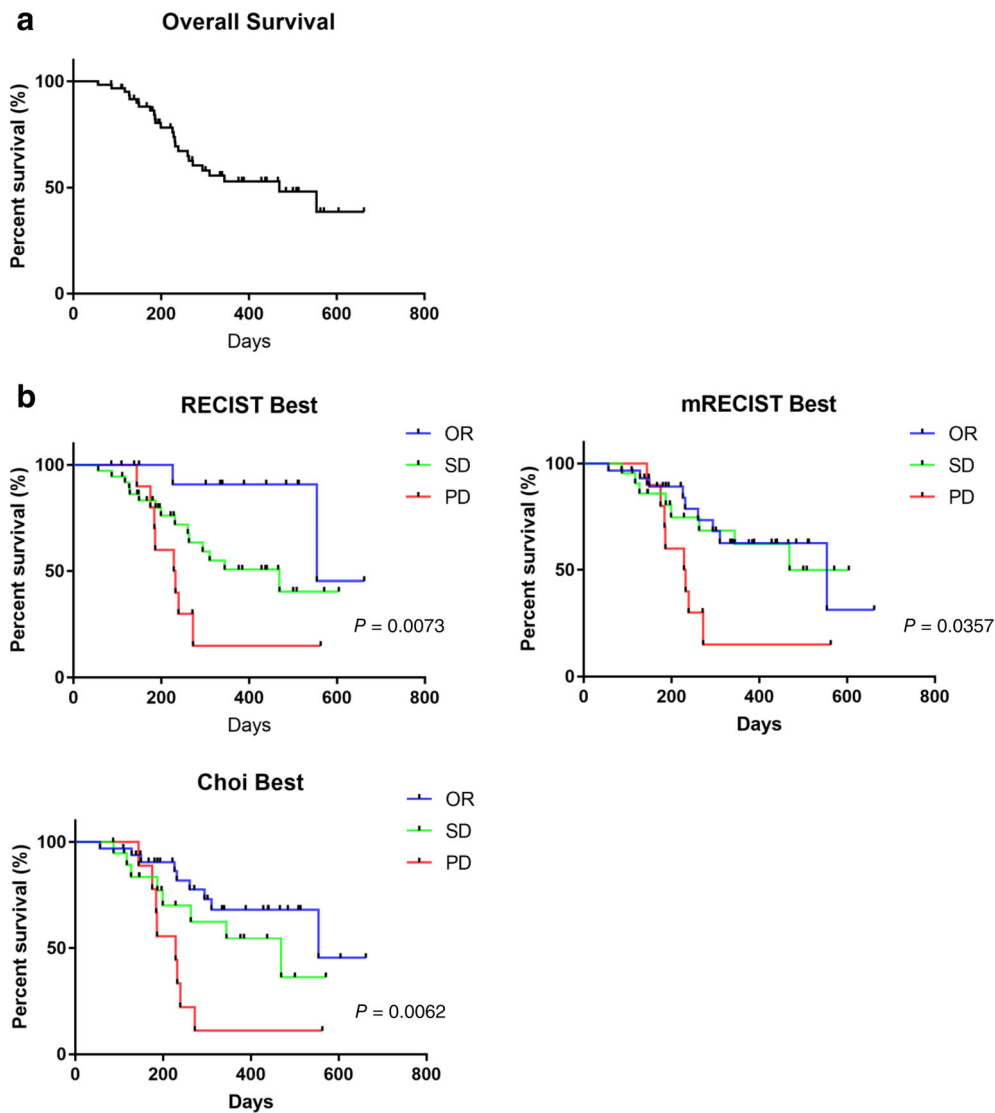 a
Overall Survival
Percent survival (%)
100
50
0
0 200 400 600 800
Days
b
RECIST Best
OR
SD
PD
Percent survival (%)
100
50
0
P = 0.0073
0 200 400 600 800
Days
mRECIST Best
OR
SD
PD
Percent survival (%)
100
50
0
P = 0.0357
0 200 400 600 800
Days
Choi Best
OR
SD
PD
Percent survival (%)
100
50
0
P = 0.0062
0 200 400 600 800
Days